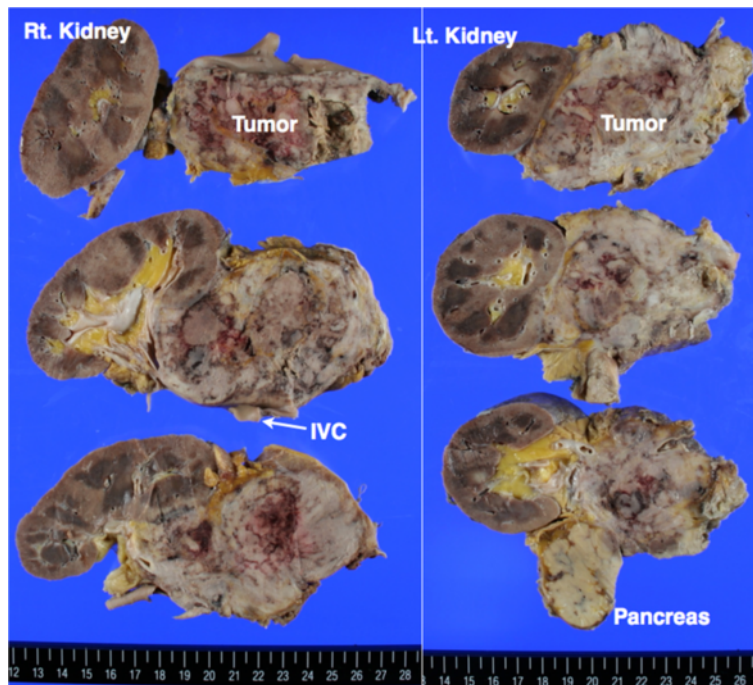 Rt. Kidney
Lt. Kidney
Tumor
Tumor
IVC
Pancreas
12 13 14 15 16 17 18 19 20 21 22 23 24 25 26 27 28
14 15 16 17 18 19 20 21 22 23 24 25 26